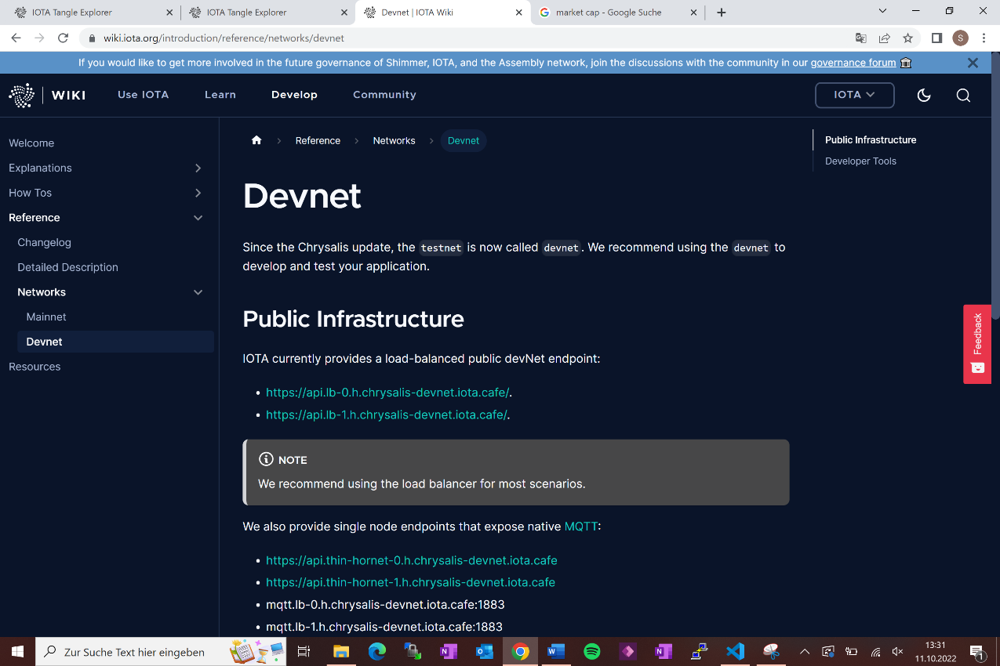 IOTA Tangle Explorer
IOTA Tangle Explorer
Devnet | IOTA Wiki
market cap - Google Suche
wiki.iota.org/introduction/reference/networks/devnet
S
If you would like to get more involved in the future governance of Shimmer, IOTA, and the Assembly network, join the discussions with the community in our governance forum
WIKI
Use IOTA
Learn
Develop
Community
IOTA
Welcome
Explanations
How Tos
Reference
Changelog
Detailed Description
Networks
Mainnet
Devnet
Resources
Reference
Networks
Devnet
Devnet
Since the Chrysalis update, the testnet is now called devnet. We recommend using the devnet to
develop and test your application.
Public Infrastructure
IOTA currently provides a load-balanced public devNet endpoint:
• https://api.lb-0.h.chrysalis-devnet.iota.cafe/.
• https://api.lb-1.h.chrysalis-devnet.iota.cafe/.
NOTE
We recommend using the load balancer for most scenarios.
We also provide single node endpoints that expose native MQTT:
• https://api.thin-hornet-0.h.chrysalis-devnet.iota.cafe
• https://api.thin-hornet-1.h.chrysalis-devnet.iota.cafe
• mqtt.lb-0.h.chrysalis-devnet.iota.cafe:1883
• mqtt.lb-1.h.chrysalis-devnet.iota.cafe:1883
Public Infrastructure
Developer Tools
Feedback
Zur Suche Text hier eingeben
13:31
11.10.2022
1